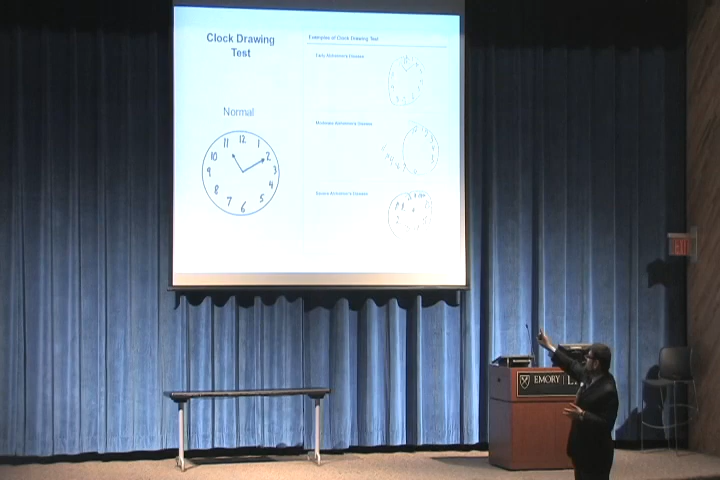 Clock Drawing
Test
Normal
12
11
1
10
2
9
3
8
4
7
5
6
Examples of Clock Drawing Test
Early Alzheimer's Disease
Moderate Alzheimer's Disease
Severe Alzheimer's Disease
EXIT
EMORY